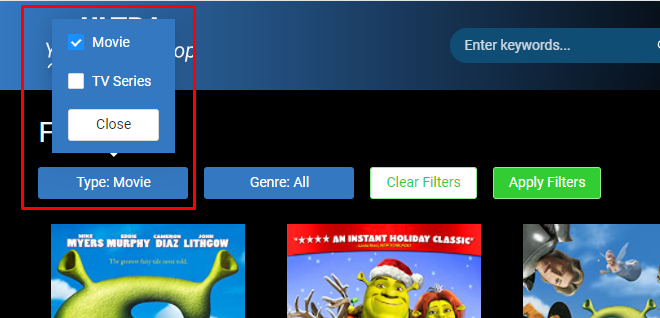 Movie
Enter keywords...
TV Series
Close
Type: Movie
Genre: All
Clear Filters
Apply Filters
MIKE MYERS EDDIE MURPHY CAMERON DIAZ JOHN LITHGOW
The greatest fairy tale never told.
"★★★★ AN INSTANT HOLIDAY CLASSIC"